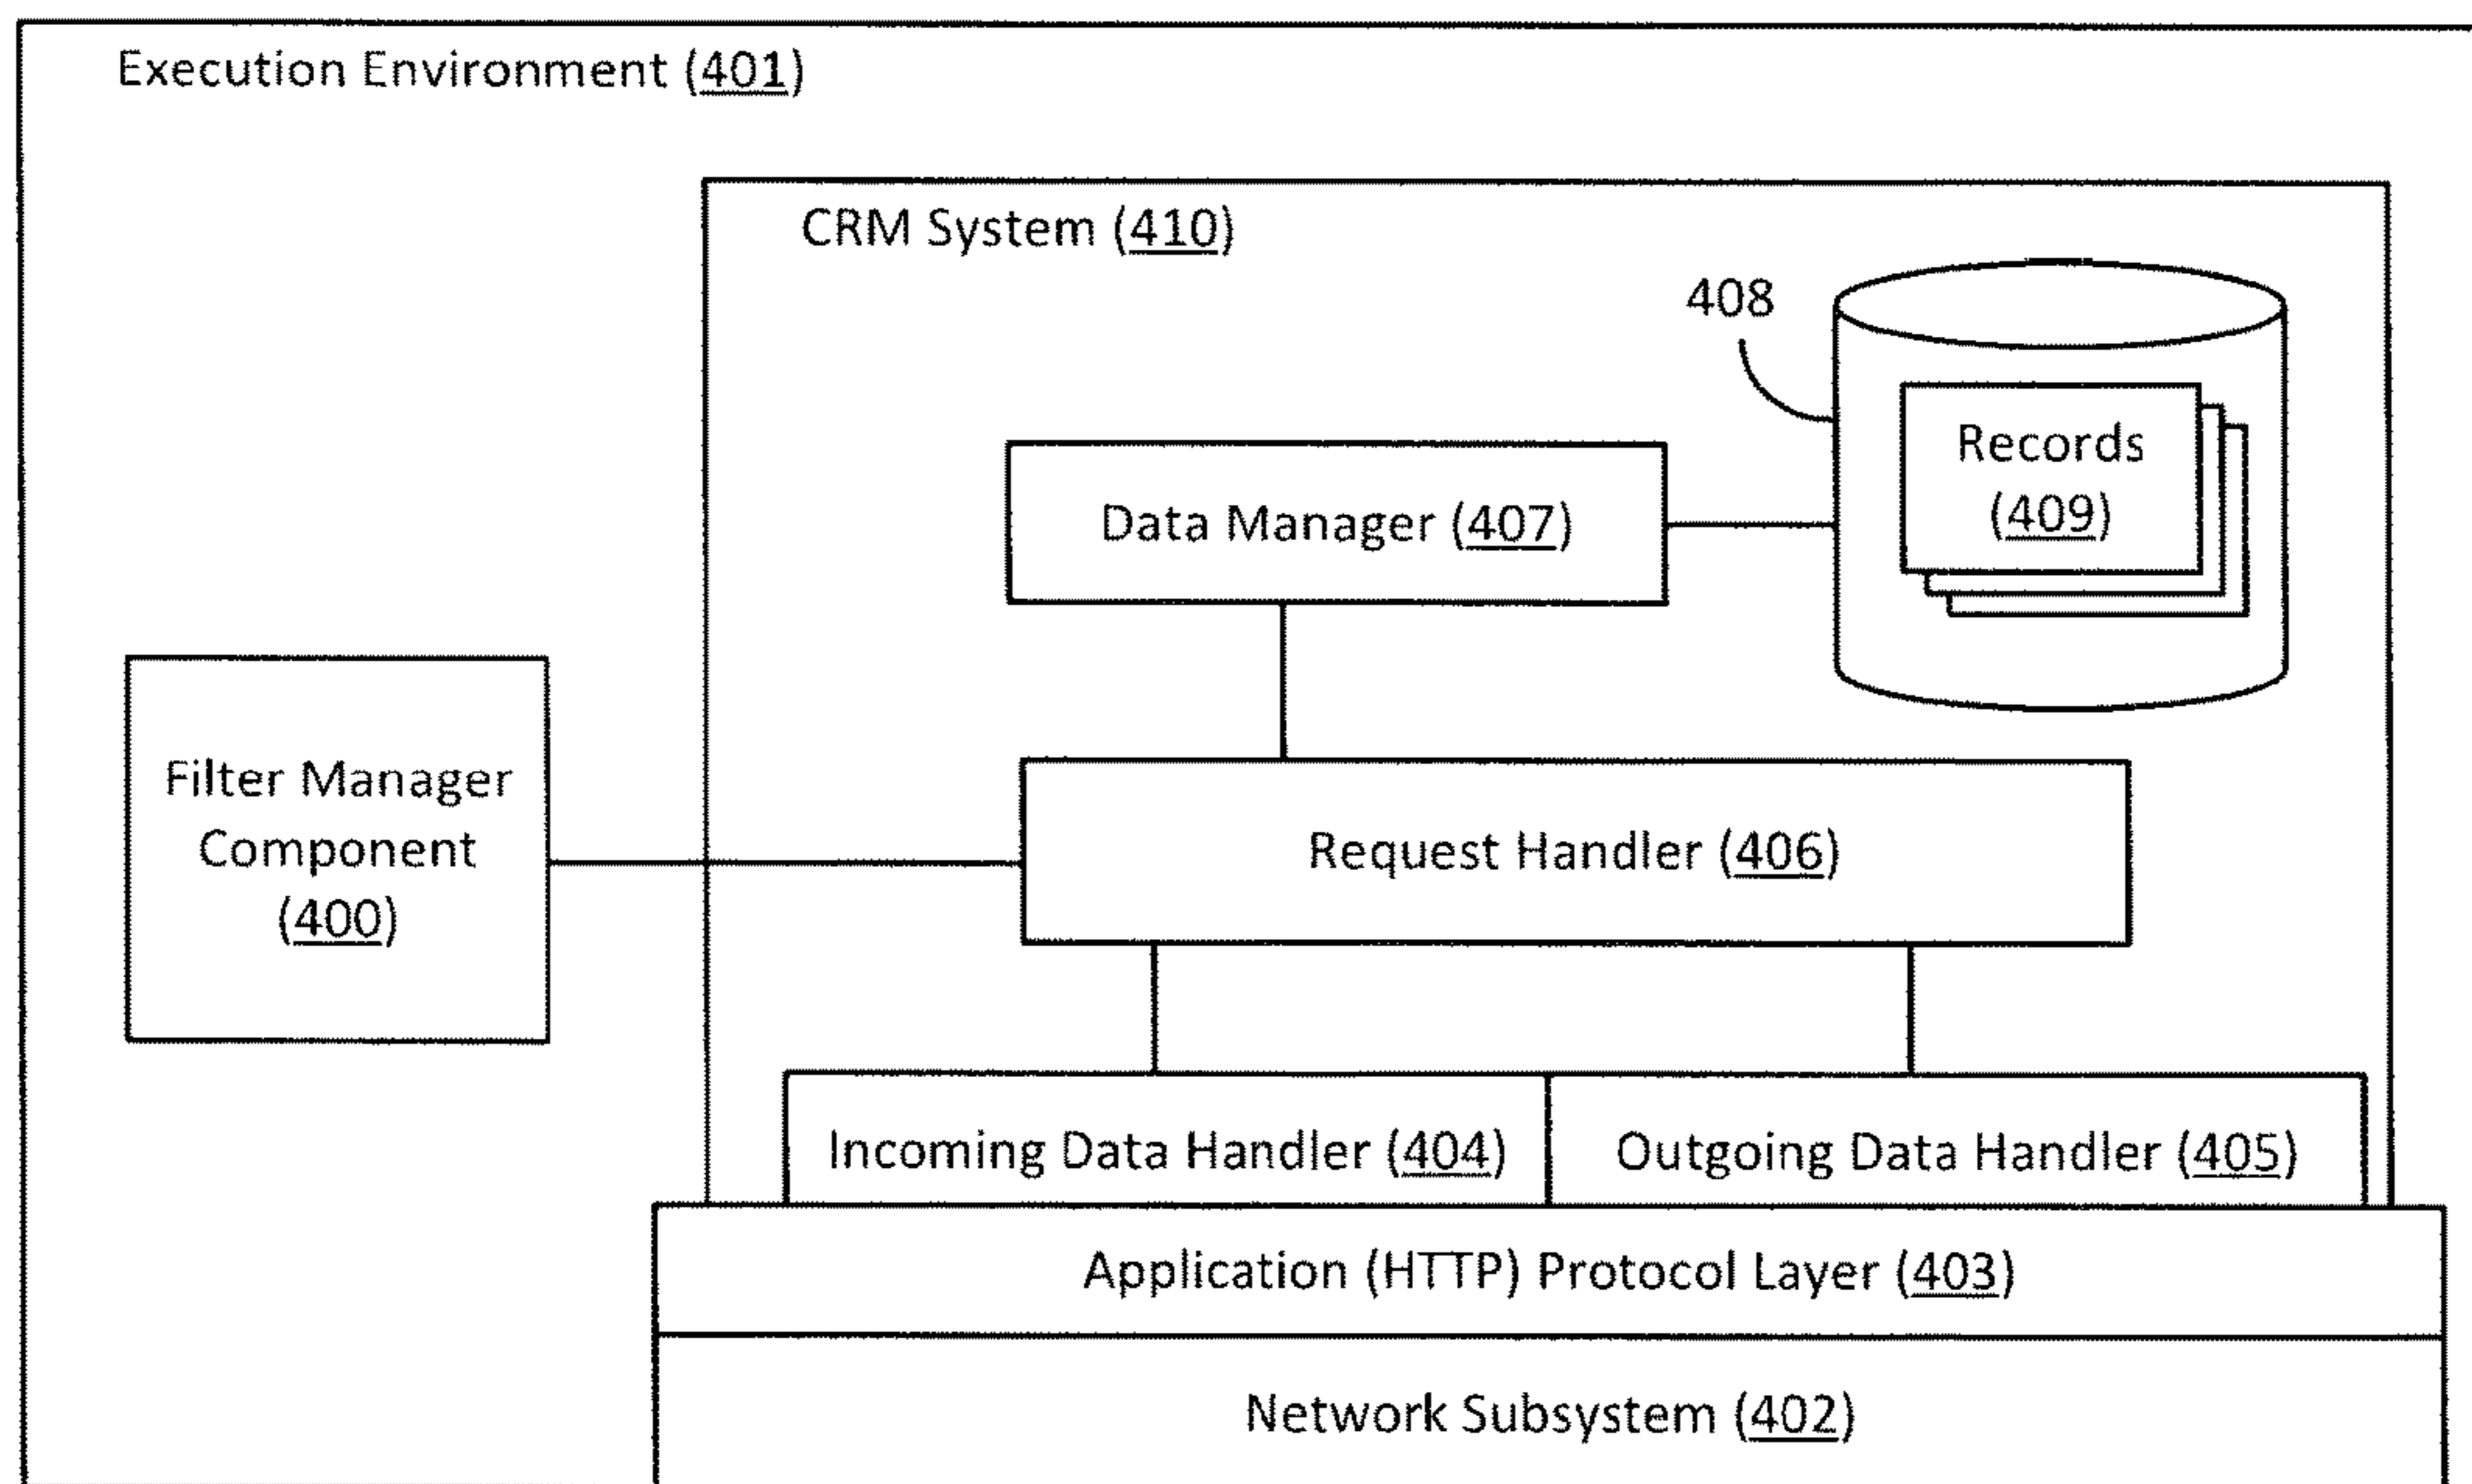 Execution Environment (401)
CRM System (410)
408
Records
(409)
Data Manager (407)
Filter Manager
Component
(400)
Request Handler (406)
Incoming Data Handler (404)
Outgoing Data Handler (405)
Application (HTTP) Protocol Layer (403)
Network Subsystem (402)